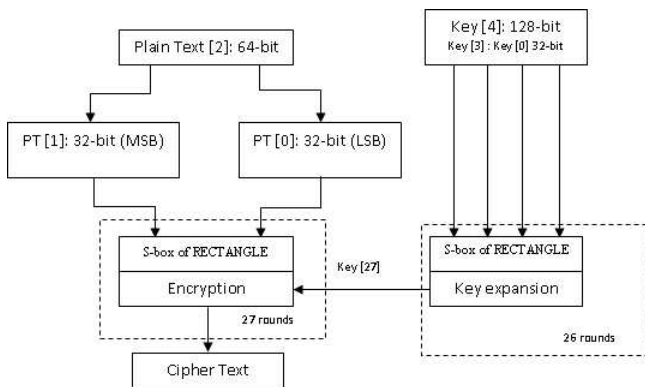 Plain Text [2]: 64-bit
Key [4]: 128-bit
Key [3] : Key [0] 32-bit
PT [1]: 32-bit (MSB)
PT [0]: 32-bit (LSB)
S-box of RECTANGLE
Encryption
27 rounds
Key [27]
S-box of RECTANGLE
Key expansion
26 rounds
Cipher Text